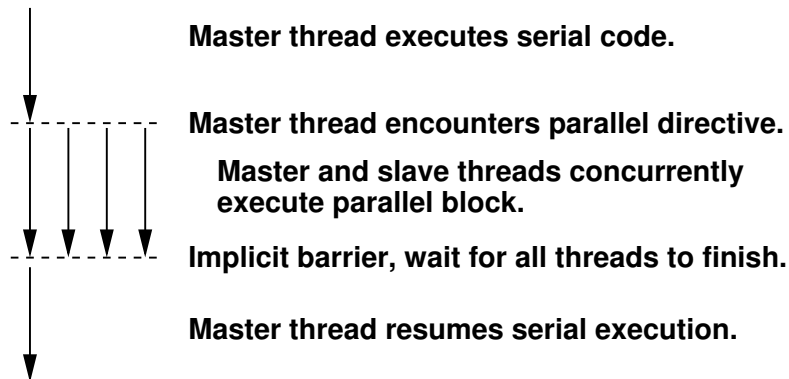 Master thread executes serial code.
Master thread encounters parallel directive.
Master and slave threads concurrently
execute parallel block.
Implicit barrier, wait for all threads to finish.
Master thread resumes serial execution.